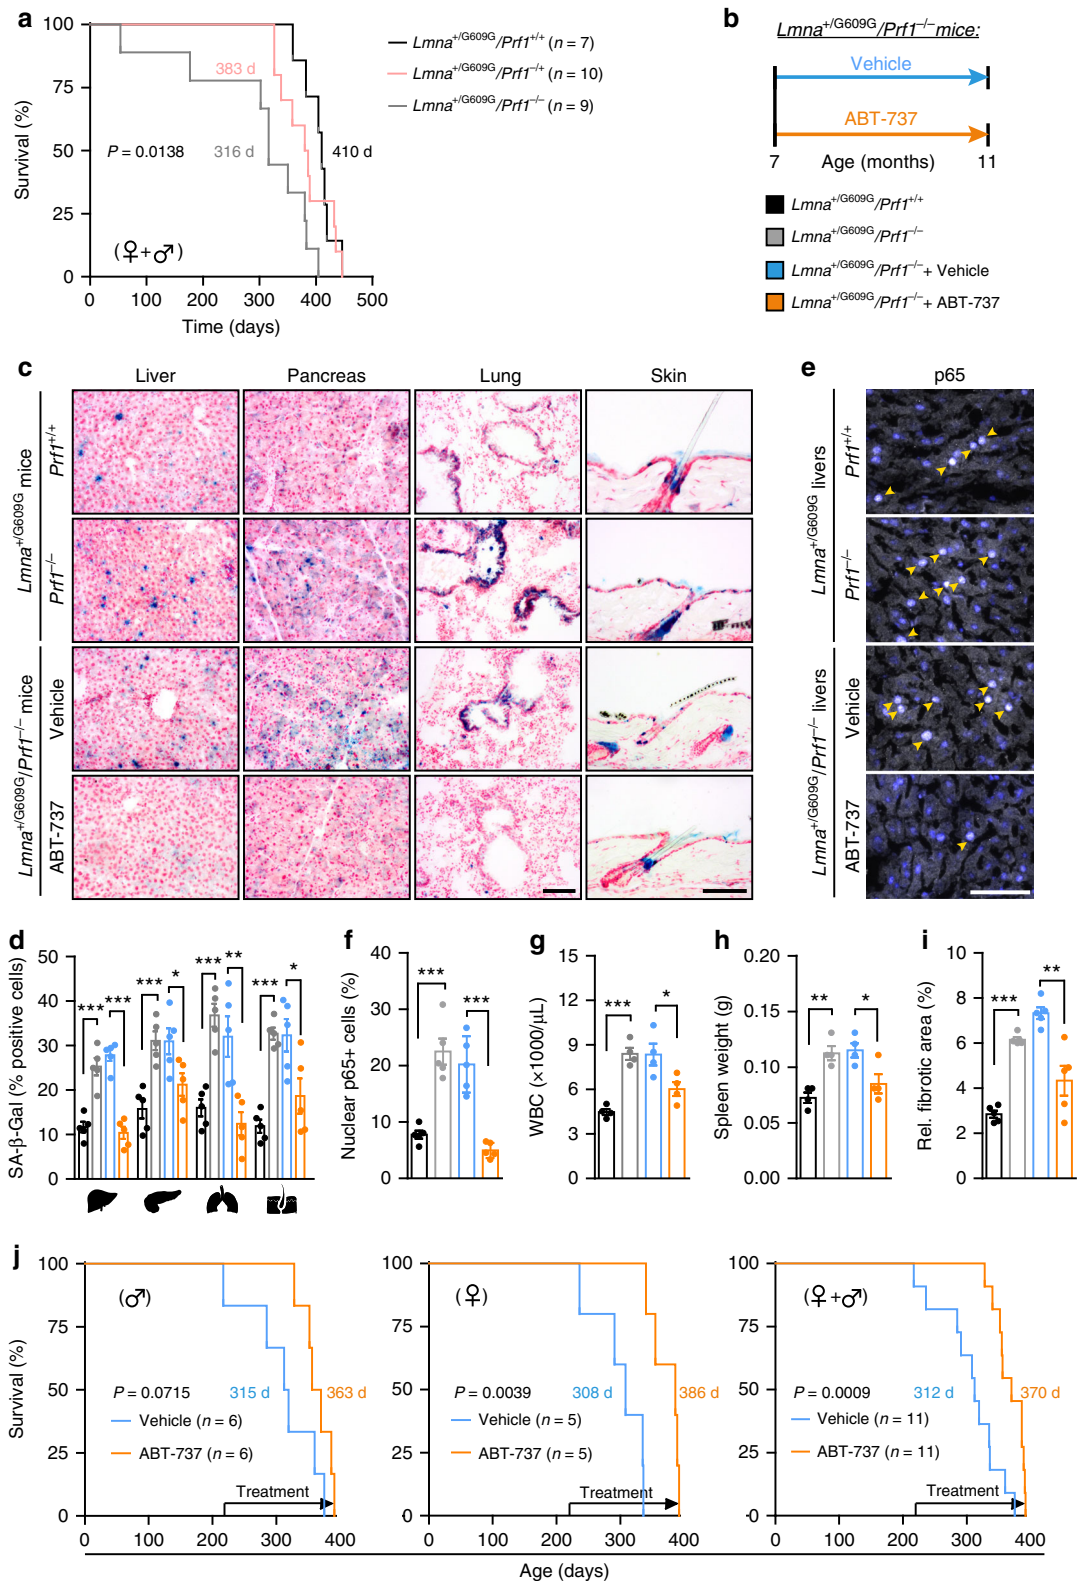 a
100
75
50
25
0
Survival (%)
383 d
316 d
410 d
P = 0.0138
(♀+♂)
0 100 200 300 400 500
Time (days)
Lmna+/G609G/Prf1+/+ (n = 7)
Lmna+/G609G/Prf1−/+ (n = 10)
Lmna+/G609G/Prf1−/− (n = 9)
b
Lmna+/G609G/Prf1−/− mice:
Vehicle
ABT-737
7 Age (months) 11
Lmna+/G609G/Prf1+/+
Lmna+/G609G/Prf1−/−
Lmna+/G609G/Prf1−/− + Vehicle
Lmna+/G609G/Prf1−/− + ABT-737
c
Liver Pancreas Lung Skin
Lmna+/G609G mice
Prf1+/+
Prf1−/−
Lmna+/G609G/Prf1−/− mice
Vehicle
ABT-737
e
p65
Lmna+/G609G livers
Prf1+/+
Prf1−/−
Lmna+/G609G/Prf1−/− livers
Vehicle
ABT-737
d
SA-β-Gal (% positive cells)
50
40
30
20
10
0
*** *** *** * *** ** *** *
f
Nuclear p65+ cells (%)
40
30
20
10
0
*** ***
g
WBC (×1000/μL)
15
12
9
6
3
0
*** *
h
Spleen weight (g)
0.20
0.15
0.10
0.05
0.00
** *
i
Rel. fibrotic area (%)
10
8
6
4
2
0
*** **
j
Survival (%)
100
75
50
25
0
(♂)
P = 0.0715
315 d
363 d
Vehicle (n = 6)
ABT-737 (n = 6)
Treatment
0 100 200 300 400
100
75
50
25
0
(♀)
P = 0.0039
308 d
386 d
Vehicle (n = 5)
ABT-737 (n = 5)
Treatment
0 100 200 300 400
100
75
50
25
0
(♀+♂)
P = 0.0009
312 d
370 d
Vehicle (n = 11)
ABT-737 (n = 11)
Treatment
0 100 200 300 400
Age (days)